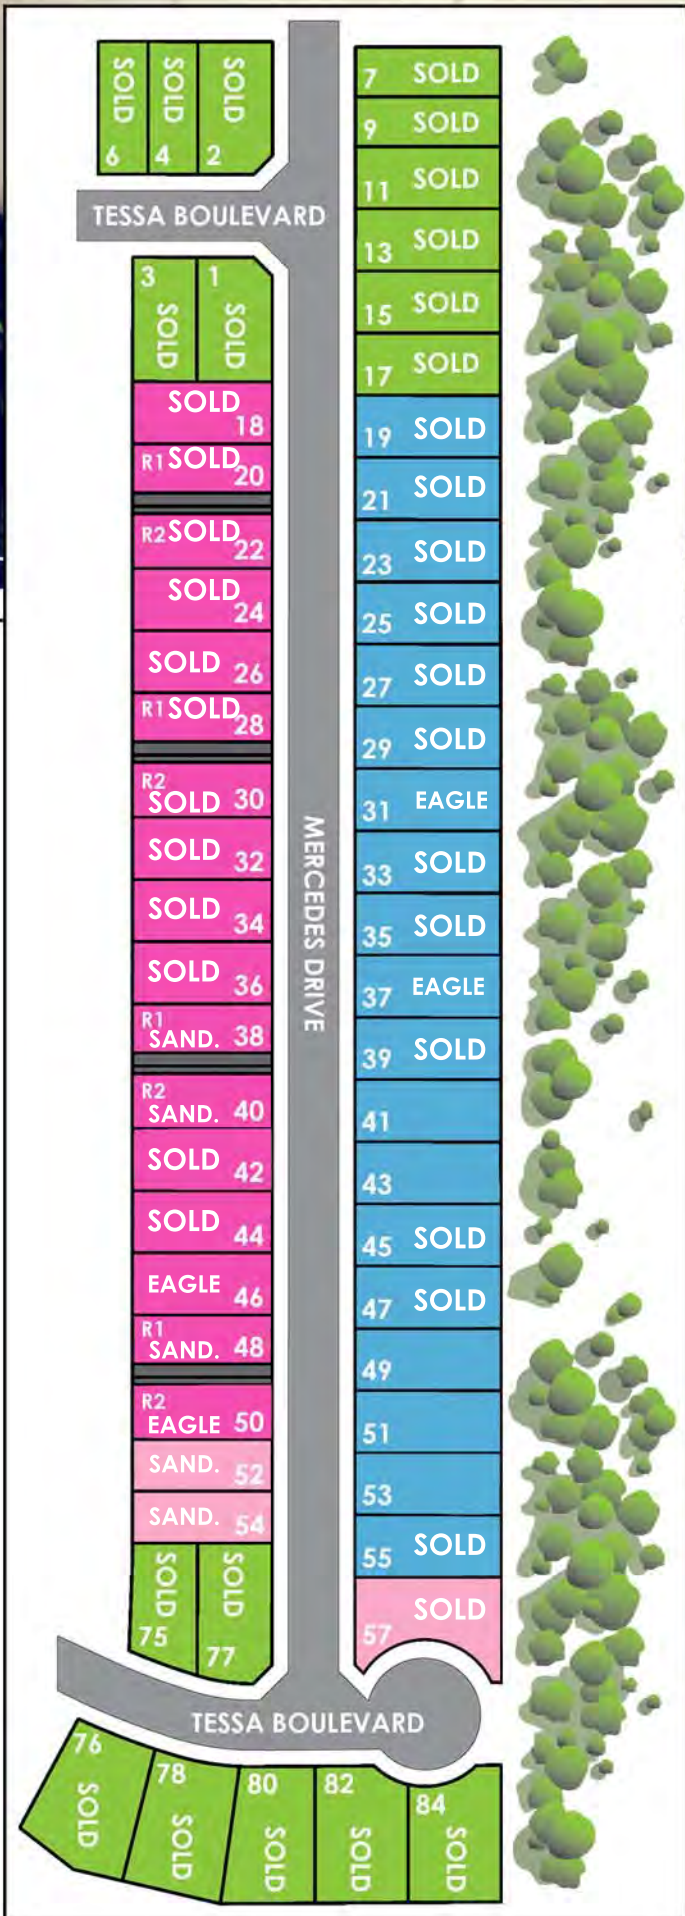 SOLD 6
SOLD 4
SOLD 2
TESSA BOULEVARD
3 SOLD
1 SOLD
SOLD 18
R1 SOLD 20
R2 SOLD 22
SOLD 24
SOLD 26
R1 SOLD 28
R2 SOLD 30
SOLD 32
SOLD 34
SOLD 36
R1 SAND. 38
R2 SAND. 40
SOLD 42
SOLD 44
EAGLE 46
R1 SAND. 48
R2 EAGLE 50
SAND. 52
SAND. 54
SOLD 75
SOLD 77
MERCEDES DRIVE
7 SOLD
9 SOLD
11 SOLD
13 SOLD
15 SOLD
17 SOLD
19 SOLD
21 SOLD
23 SOLD
25 SOLD
27 SOLD
29 SOLD
31 EAGLE
33 SOLD
35 SOLD
37 EAGLE
39 SOLD
41
43
45 SOLD
47 SOLD
49
51
53
55 SOLD
57 SOLD
TESSA BOULEVARD
76 SOLD
78 SOLD
80 SOLD
82 SOLD
84 SOLD